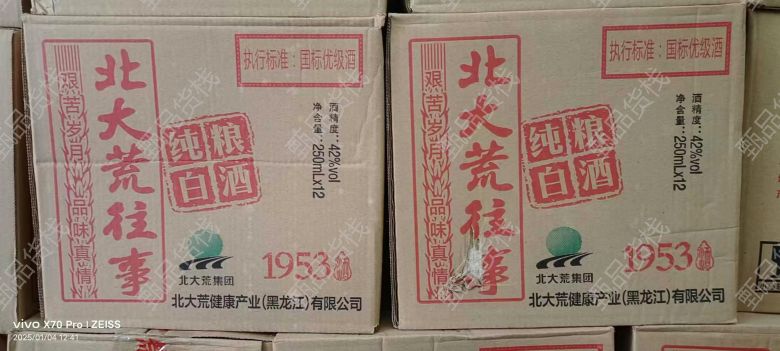 执行标准：国标优级酒
北大荒往事
艰苦岁月
品味真情
纯粮
白酒
酒精度：42%vol
净含量：250mLx12
北大荒集团
1953
北大荒健康产业(黑龙江)有限公司
执行标准：国标优级酒
北大荒往事
艰苦岁月
品味真情
纯粮
白酒
酒精度：42%vol
净含量：250mLx12
北大荒集团
1953
北大荒健康产业(黑龙江)有限公司
vivo X70 Pro | ZEISS
2025/01/04 12:41
甄品货栈